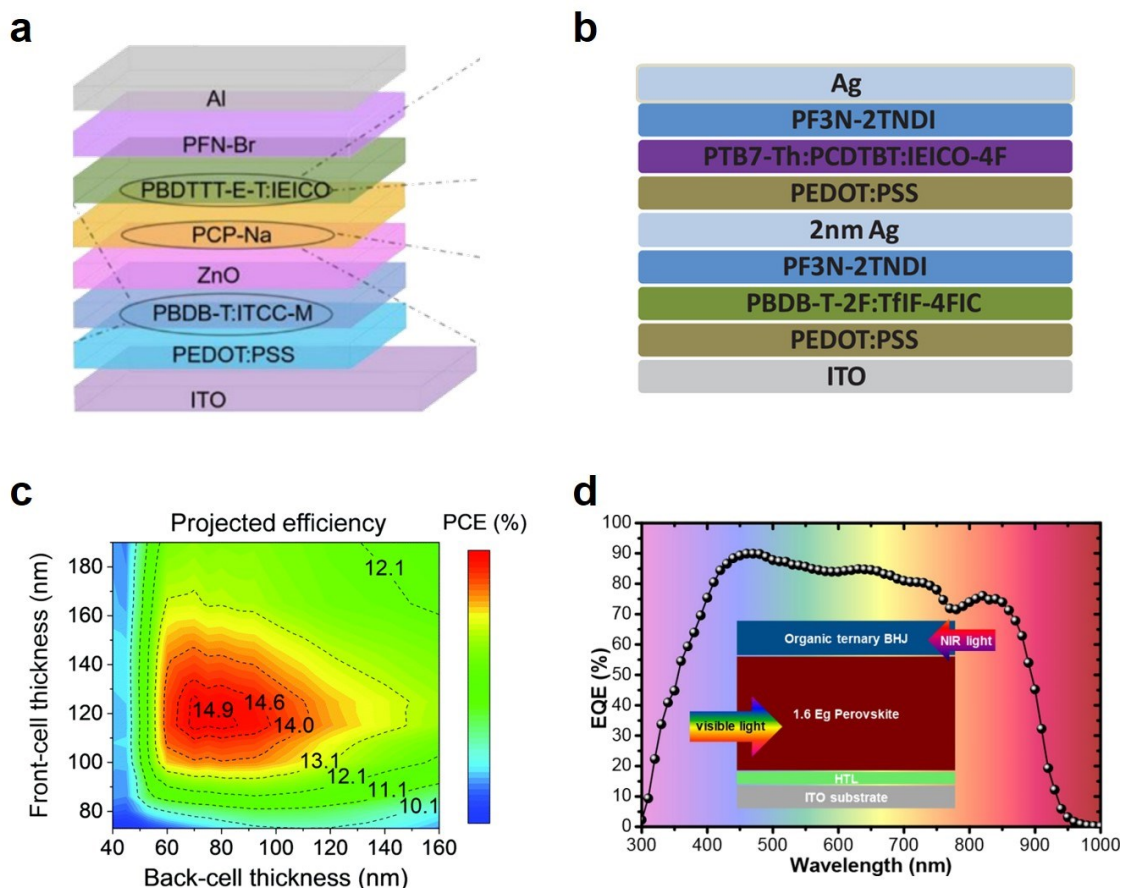 a
Al
PFN-Br
PBDTTT-E-T:IEICO
PCP-Na
ZnO
PBDB-T:ITCC-M
PEDOT:PSS
ITO
b
Ag
PF3N-2TNDI
PTB7-Th:PCDTBT:IEICO-4F
PEDOT:PSS
2nm Ag
PF3N-2TNDI
PBDB-T-2F:TfIF-4FIC
PEDOT:PSS
ITO
c
Projected efficiency
PCE (%)
Front-cell thickness (nm)
180
160
140
120
100
80
12.1
14.9
14.6
14.0
13.1
12.1
11.1
10.1
40 60 80 100 120 140 160
Back-cell thickness (nm)
d
EQE (%)
100
90
80
70
60
50
40
30
20
10
0
Organic ternary BHJ
NIR light
1.6 Eg Perovskite
visible light
HTL
ITO substrate
300 400 500 600 700 800 900 1000
Wavelength (nm)